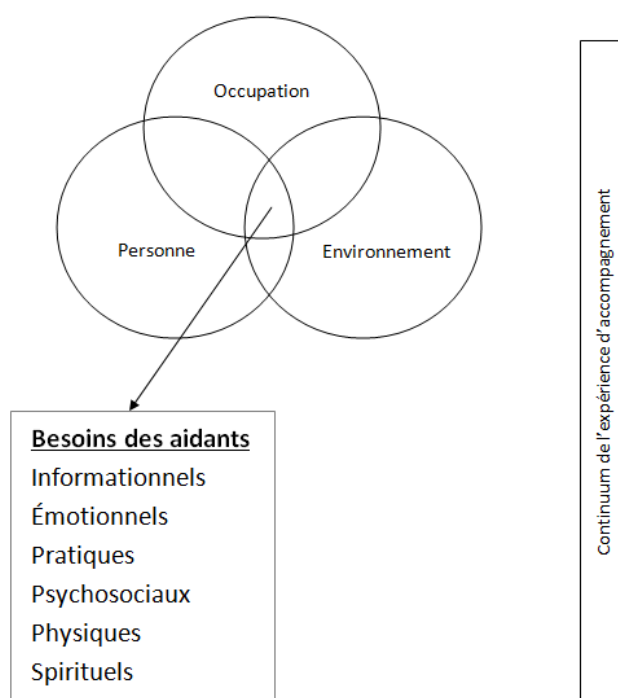 Occupation
Personne
Environnement
Besoins des aidants
Informationnels
Émotionnels
Pratiques
Psychosociaux
Physiques
Spirituels
Continuum de l'expérience d'accompagnement